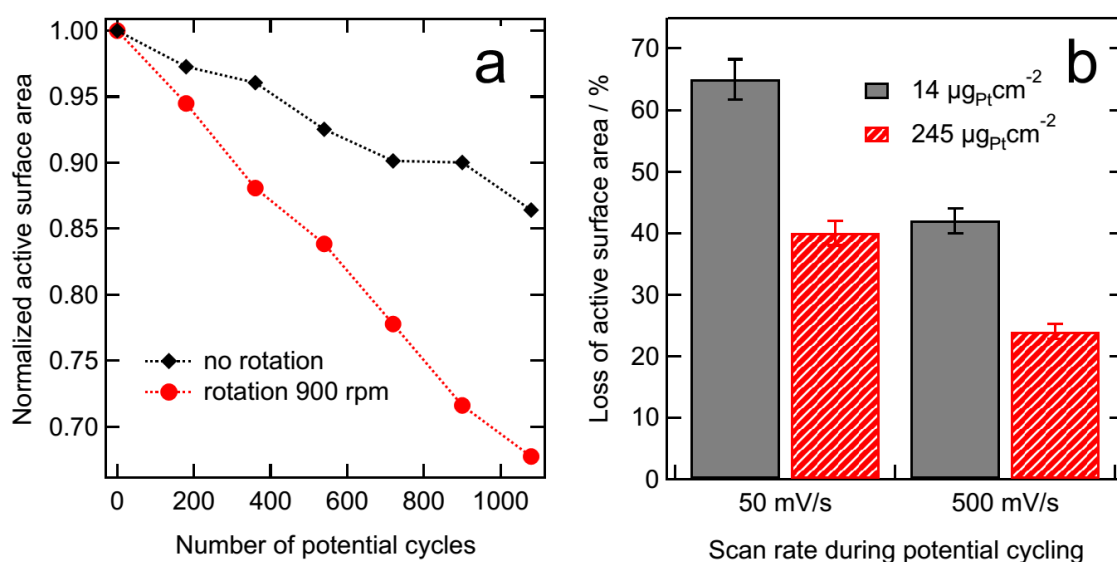 a
1.00
0.95
0.90
0.85
0.80
0.75
0.70
Normalized active surface area
no rotation
rotation 900 rpm
0
200
400
600
800
1000
Number of potential cycles
b
70
60
50
40
30
20
10
0
Loss of active surface area / %
14 µgPtcm-2
245 µgPtcm-2
50 mV/s
500 mV/s
Scan rate during potential cycling